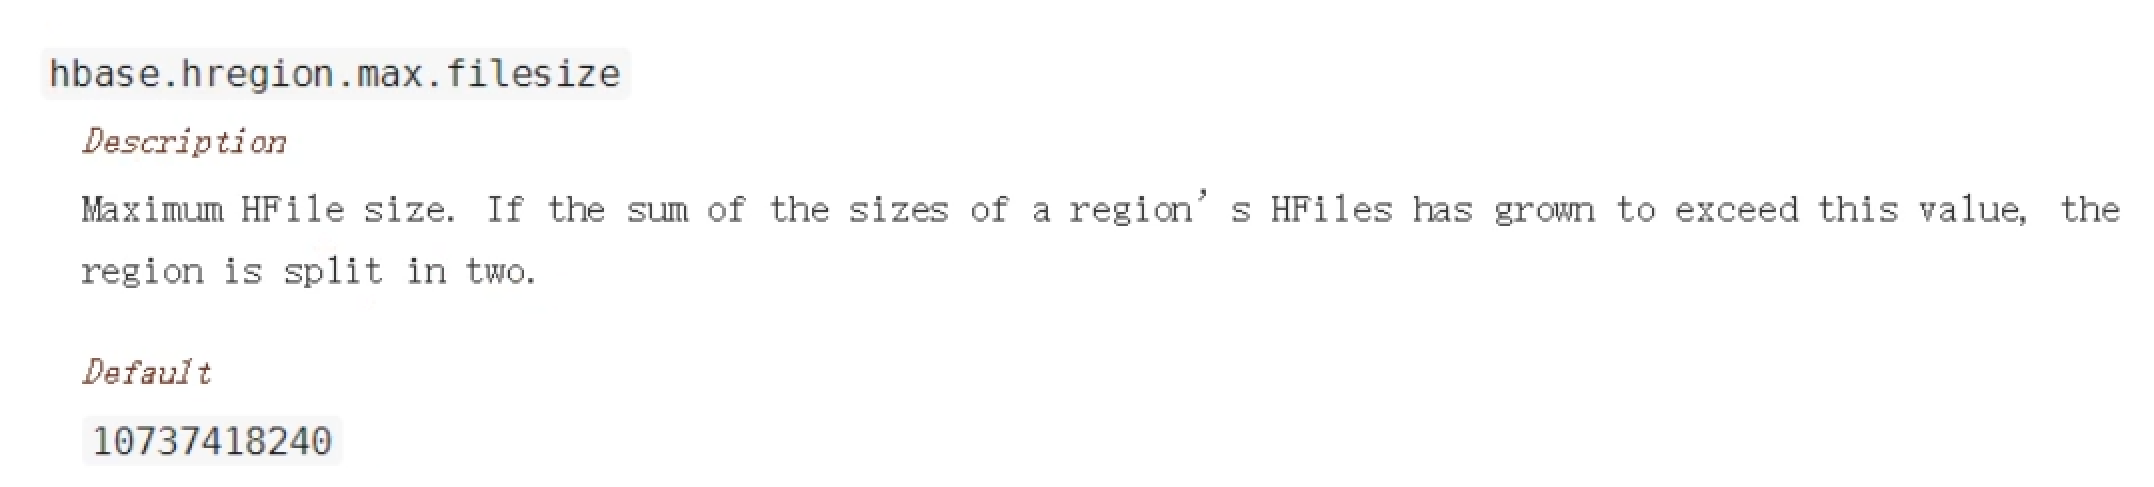 hbase.hregion.max.filesize
Description
Maximum HFile size. If the sum of the sizes of a region’s HFiles has grown to exceed this value, the
region is split in two.
Default
10737418240